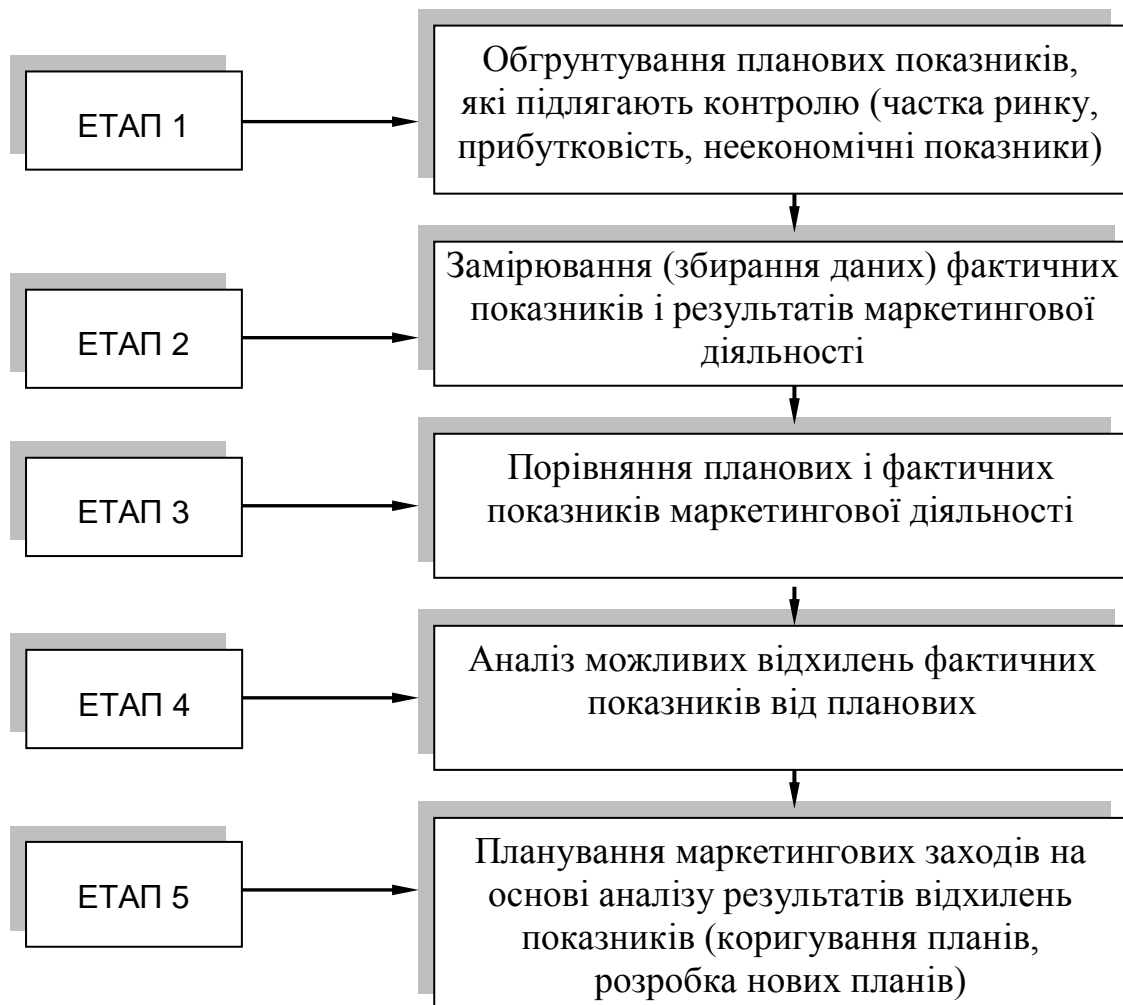 ЕТАП 1
Обгрунтування планових показників,
які підлягають контролю (частка ринку,
прибутковість, неекономічні показники)
ЕТАП 2
Замірювання (збирання даних) фактичних
показників і результатів маркетингової
діяльності
ЕТАП 3
Порівняння планових і фактичних
показників маркетингової діяльності
ЕТАП 4
Аналіз можливих відхилень фактичних
показників від планових
ЕТАП 5
Планування маркетингових заходів на
основі аналізу результатів відхилень
показників (коригування планів,
розробка нових планів)